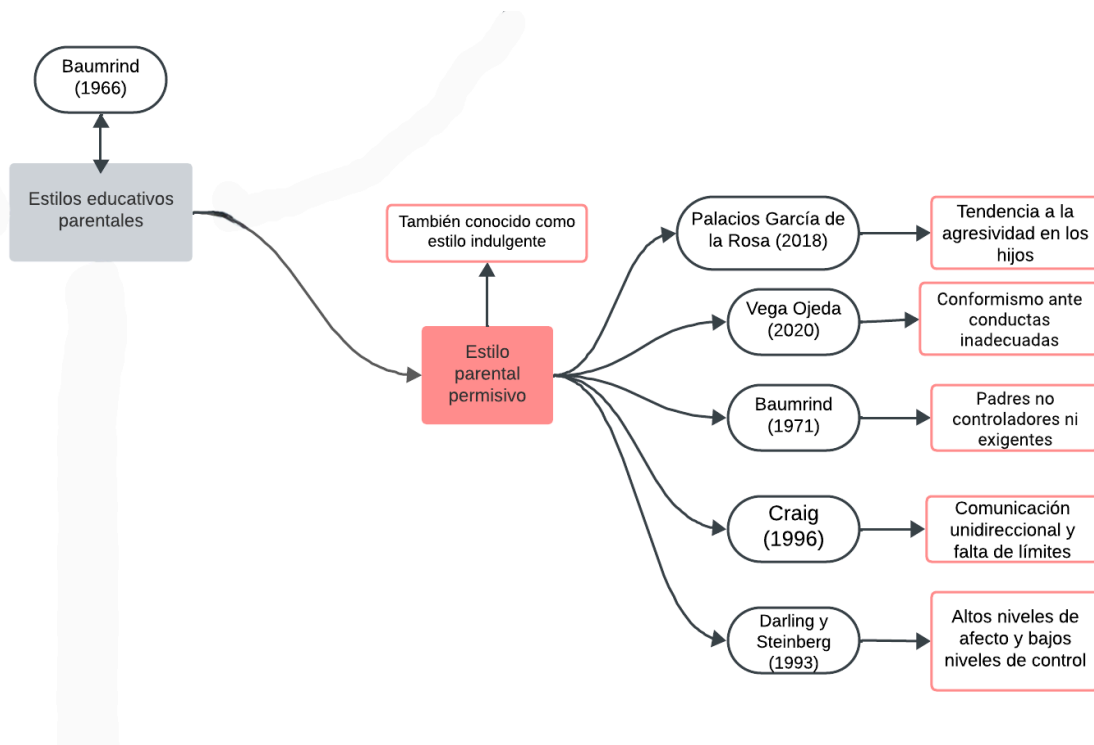 Baumrind
(1966)
Estilos educativos
parentales
También conocido como
estilo indulgente
Estilo
parental
permisivo
Palacios García de
la Rosa (2018)
Tendencia a la
agresividad en los
hijos
Vega Ojeda
(2020)
Conformismo ante
conductas
inadecuadas
Baumrind
(1971)
Padres no
controladores ni
exigentes
Craig
(1996)
Comunicación
unidireccional y
falta de límites
Darling y
Steinberg
(1993)
Altos niveles de
afecto y bajos
niveles de control